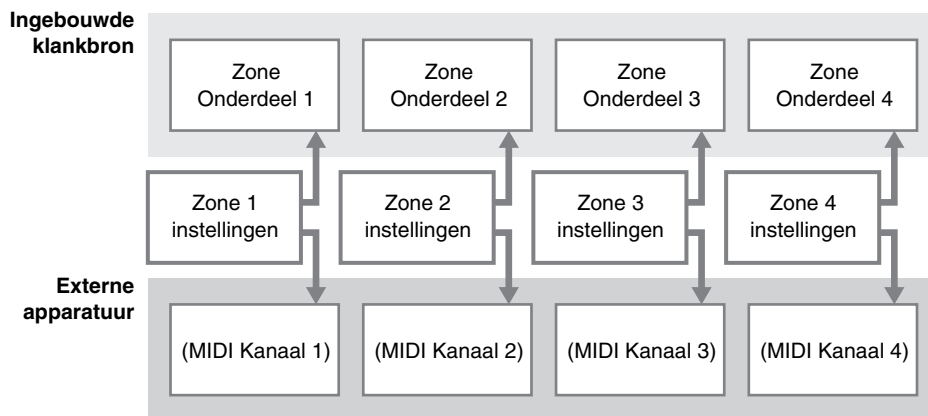 Ingebouwde
klankbron
Zone
Onderdeel 1
Zone
Onderdeel 2
Zone
Onderdeel 3
Zone
Onderdeel 4
Zone 1
instellingen
Zone 2
instellingen
Zone 3
instellingen
Zone 4
instellingen
Externe
apparatuur
(MIDI Kanaal 1)
(MIDI Kanaal 2)
(MIDI Kanaal 3)
(MIDI Kanaal 4)